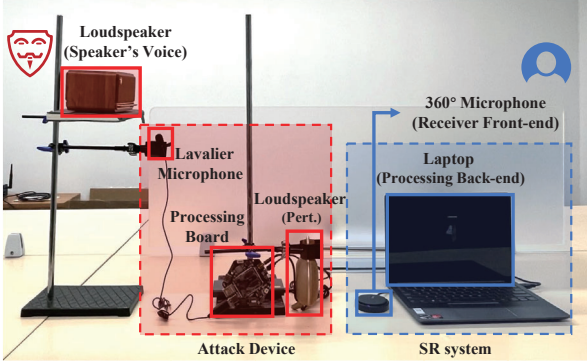 Loudspeaker
(Speaker's Voice)
360° Microphone
(Receiver Front-end)
Lavalier
Microphone
Laptop
(Processing Back-end)
Loudspeaker
(Pert.)
Processing
Board
Attack Device
SR system